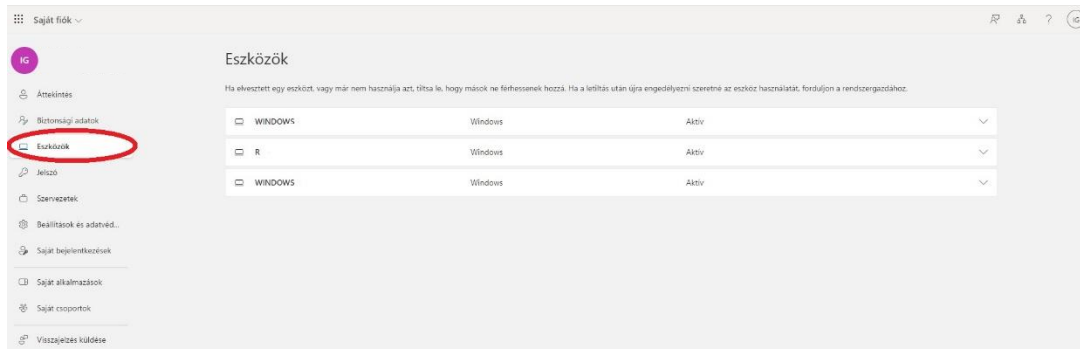 Saját fiók
IG
IG
Áttekintés
Biztonsági adatok
Eszközök
Jelszó
Szervezetek
Beállítások és adatvéd...
Saját bejelentkezések
Saját alkalmazások
Saját csoportok
Visszajelzés küldése
Eszközök
Ha elvesztett egy eszközt, vagy már nem használja azt, tiltsa le, hogy mások ne férhessenek hozzá. Ha a letiltás után újra engedélyezni szeretné az eszköz használatát, forduljon a rendszergazdához.
WINDOWS Windows Aktív
R Windows Aktív
WINDOWS Windows Aktív